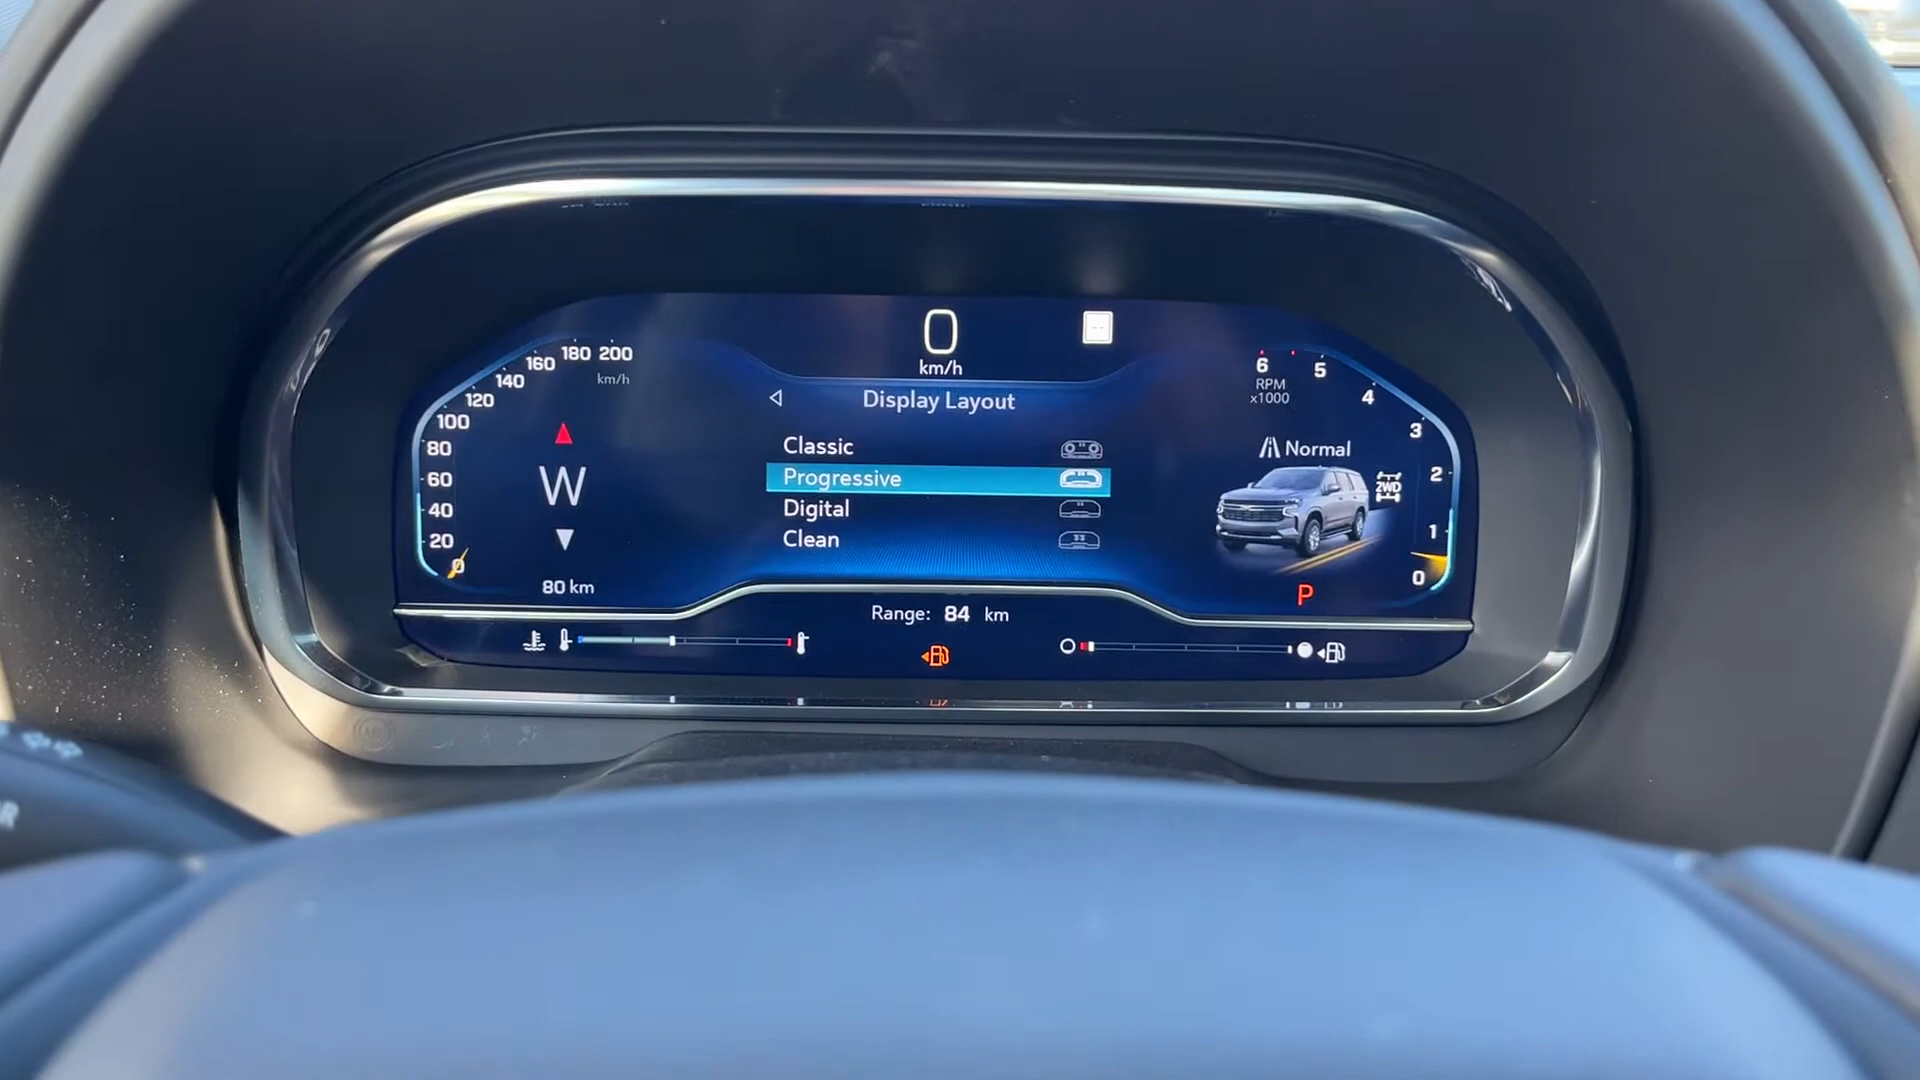 0
km/h
Display Layout
Classic
Progressive
Digital
Clean
200
180
160
140
120
100
80
60
40
20
0
km/h
W
80 km
6
5
4
3
2
1
0
RPM
x1000
Normal
2WD
P
Range: 84 km
R